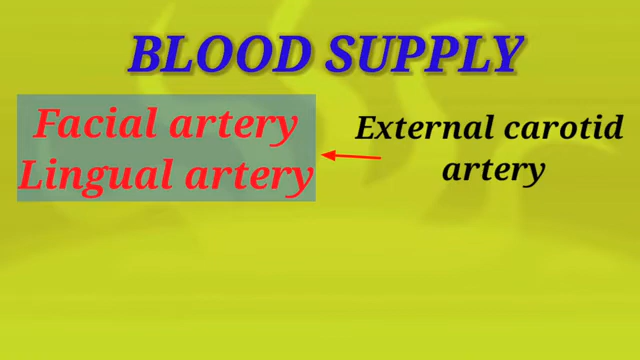 BLOOD SUPPLY
Facial artery
Lingual artery
External carotid
artery